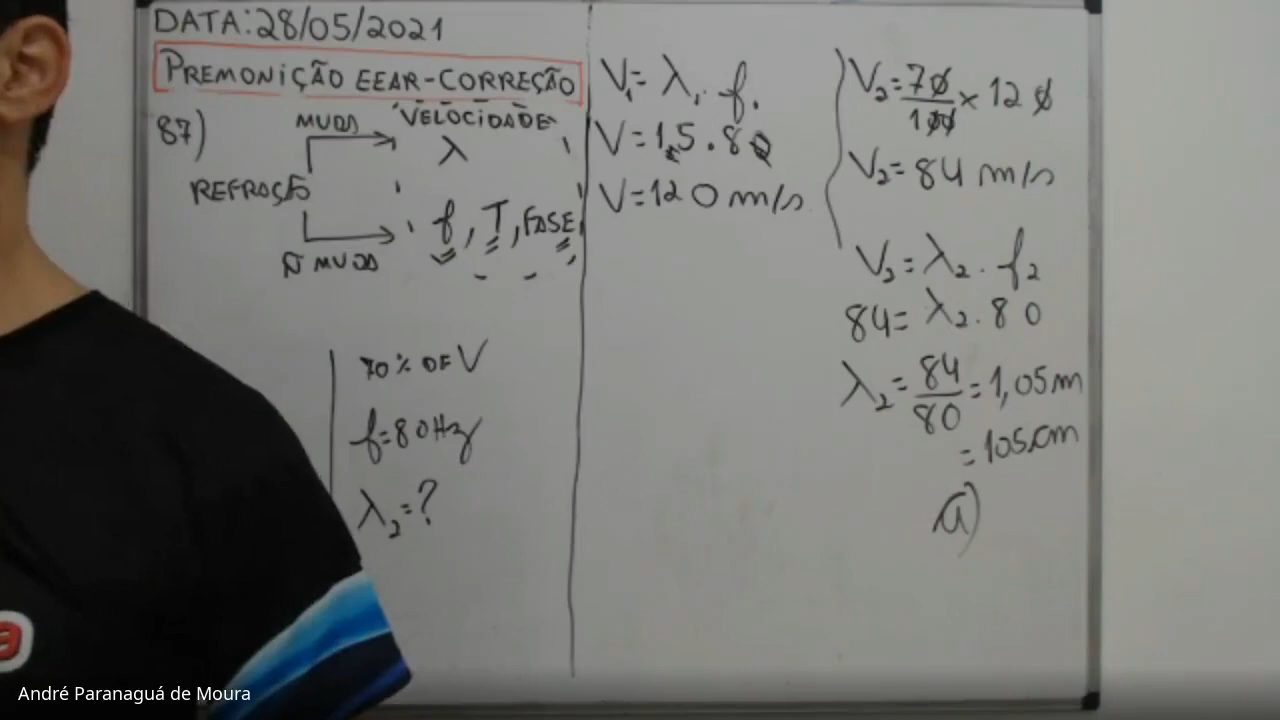 DATA:28/05/2021
PREMONIÇÃO EEAR-CORREÇÃO
87)
MUDA
VELOCIDADE
λ
REFRAÇÃO
f, T, FASE
Ñ MUDA
70% DE V
f=80Hz
λ₂=?
V₁= λ₁. f.
V=1,5.80
V=120m/s
V₂=70/100 x 120
V₂=84 m/s
V₂=λ₂. f₂
84= λ₂.80
λ₂=84/80=1,05m
=105cm
a)
André Paranaguá de Moura